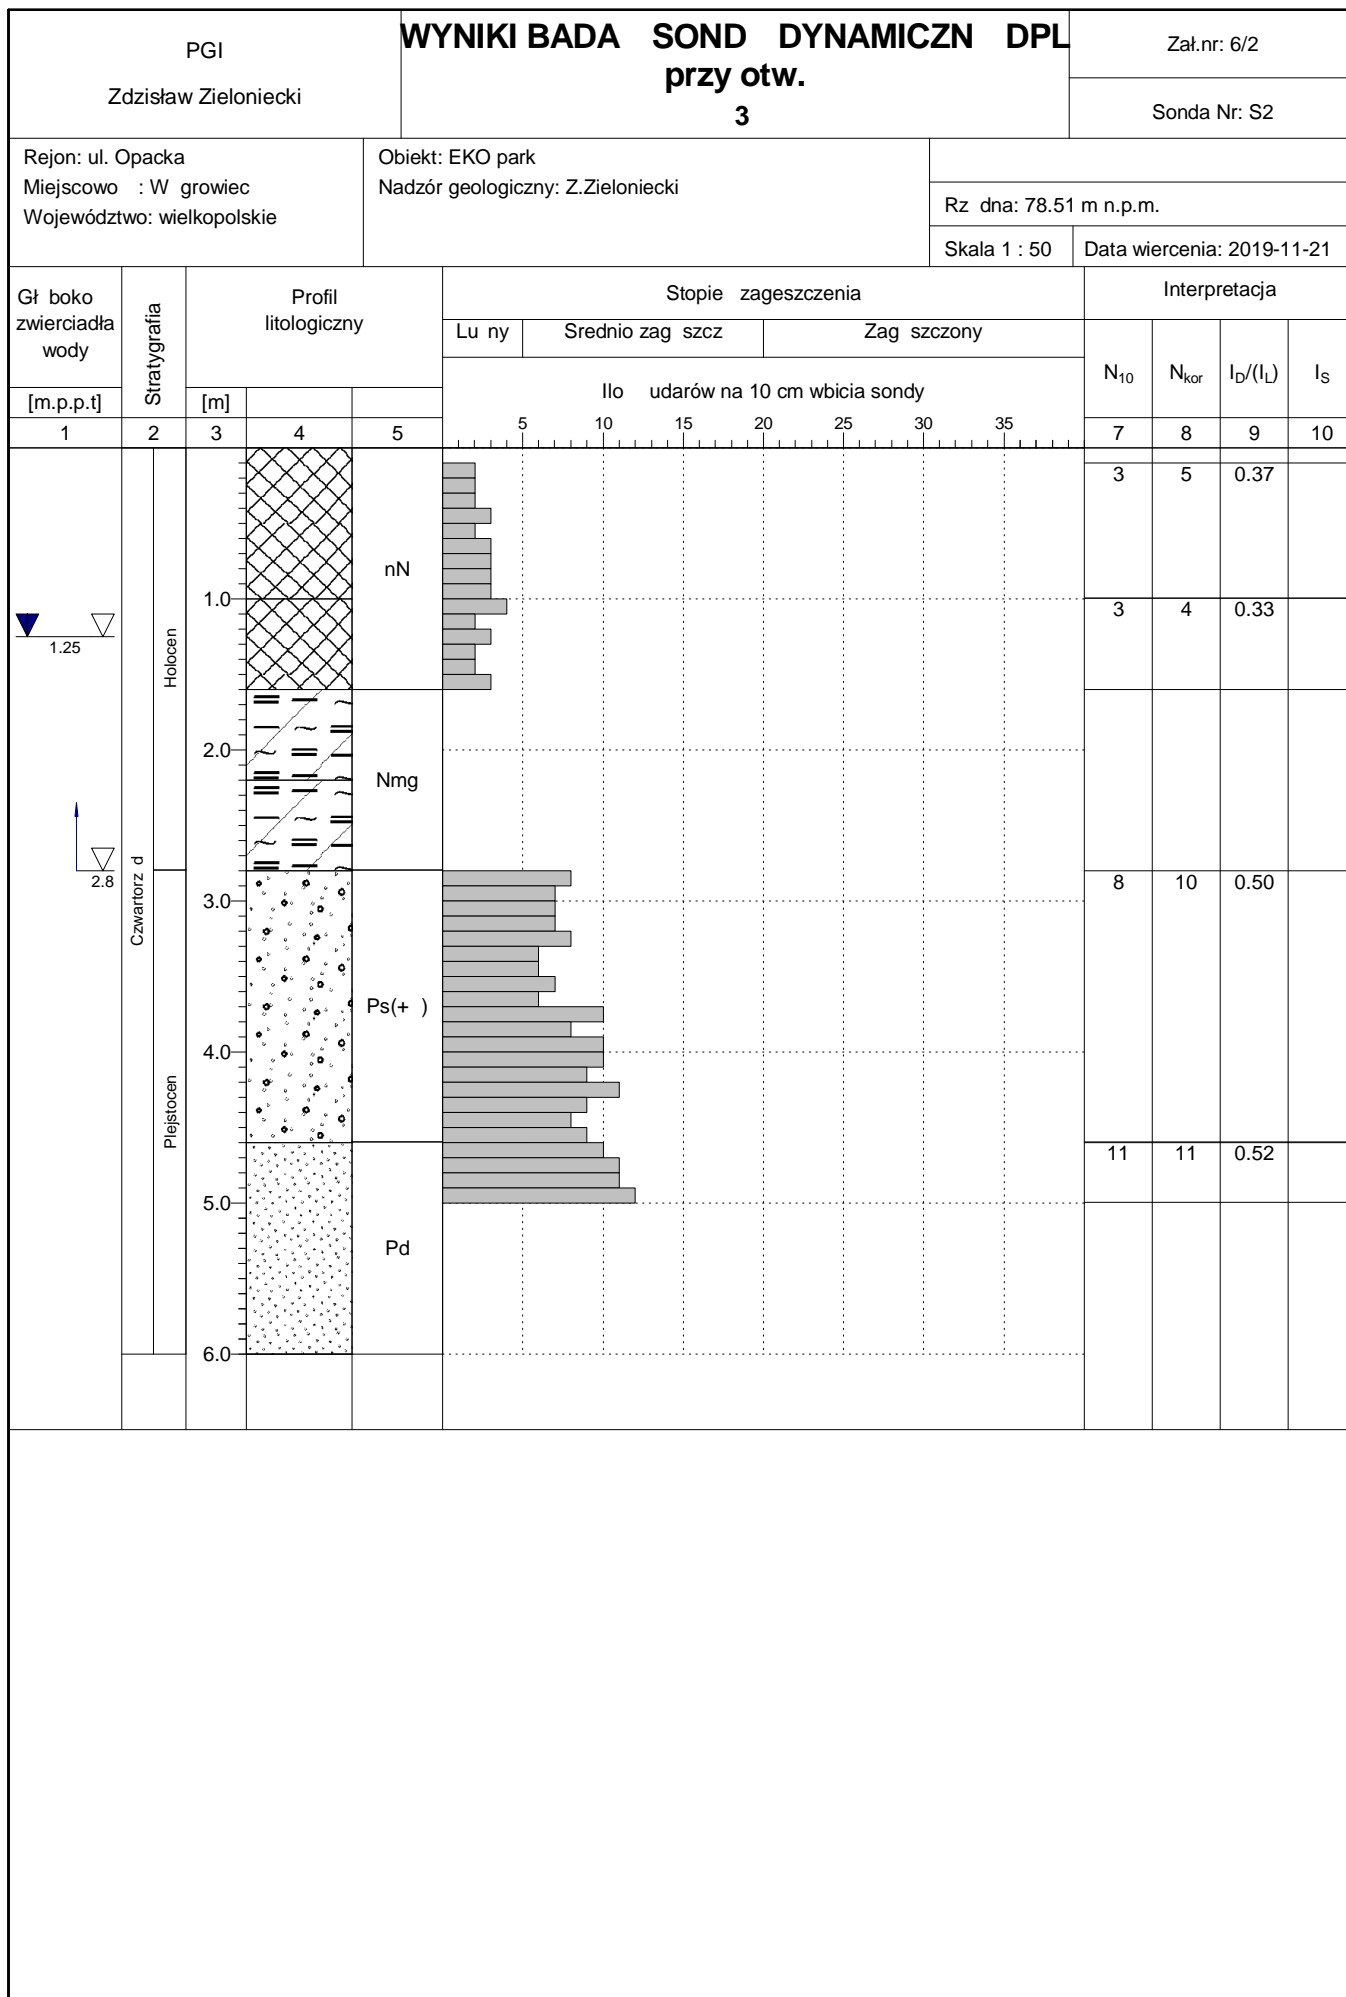 PGI
Zdzisław Zieloniecki
WYNIKI BADA SOND DYNAMICZN DPL
przy otw.
3
Zał.nr: 6/2
Sonda Nr: S2
Rejon: ul. Opacka
Miejscowo : W growiec
Województwo: wielkopolskie
Obiekt: EKO park
Nadzór geologiczny: Z.Zieloniecki
Rz dna: 78.51 m n.p.m.
Skala 1 : 50
Data wiercenia: 2019-11-21
Gł boko
zwierciadła
wody
[m.p.p.t]
Stratygrafia
Profil
litologiczny
[m]
Stopie zageszczenia
Lu ny
Srednio zag szcz
Zag szczony
Ilo udarów na 10 cm wbicia sondy
Interpretacja
N10
Nkor
ID/(IL)
IS
1
2
3
4
5
5 10 15 20 25 30 35
7
8
9
10
Holocen
Czwartorz d
Plejstocen
1.25
2.8
1.0
2.0
3.0
4.0
5.0
6.0
nN
Nmg
Ps(+ )
Pd
3 5 0.37
3 4 0.33
8 10 0.50
11 11 0.52